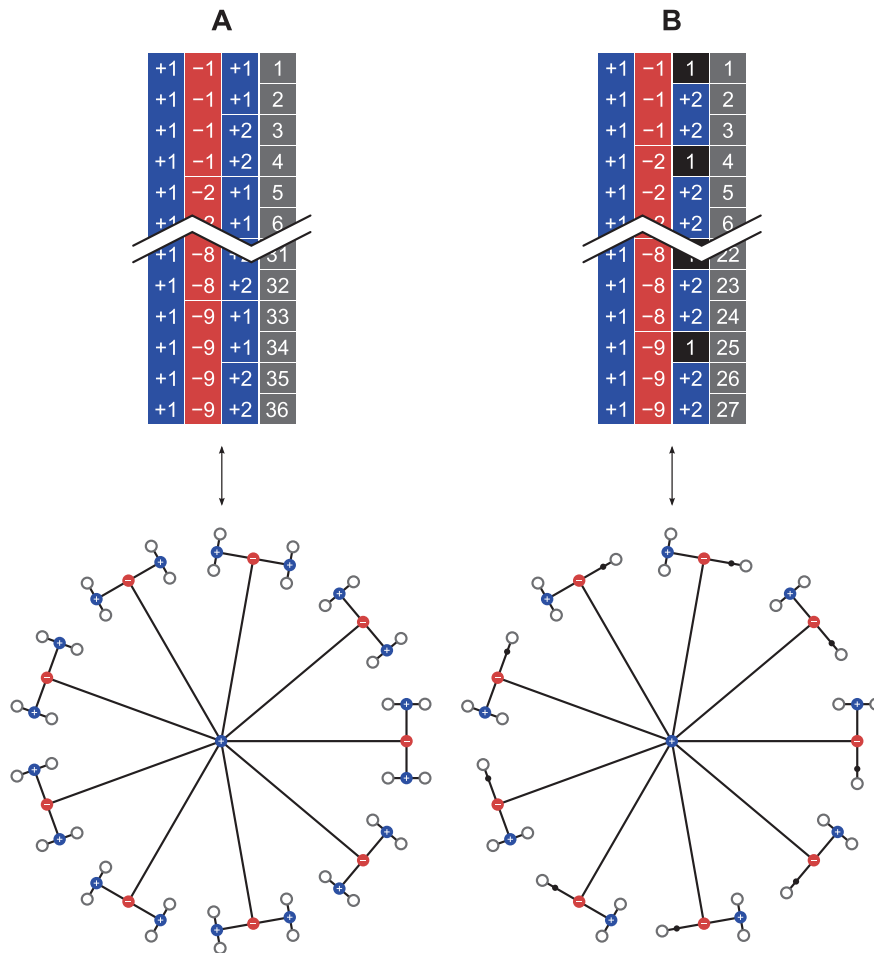 A
+1 −1 +1 1
+1 −1 +1 2
+1 −1 +2 3
+1 −1 +2 4
+1 −2 +1 5
+1 +1 6
+1 −8 31
+1 −8 +2 32
+1 −9 +1 33
+1 −9 +1 34
+1 −9 +2 35
+1 −9 +2 36
B
+1 −1 1 1
+1 −1 +2 2
+1 −1 +2 3
+1 −2 1 4
+1 −2 +2 5
+1 +2 6
+1 −8 22
+1 −8 +2 23
+1 −8 +2 24
+1 −9 1 25
+1 −9 +2 26
+1 −9 +2 27